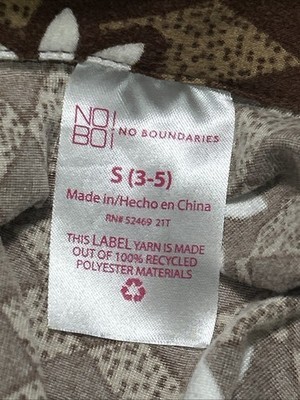 NO
BO
NO BOUNDARIES
S (3-5)
Made in/Hecho en China
RN# 52469 21T
THIS LABEL YARN IS MADE
OUT OF 100% RECYCLED
POLYESTER MATERIALS